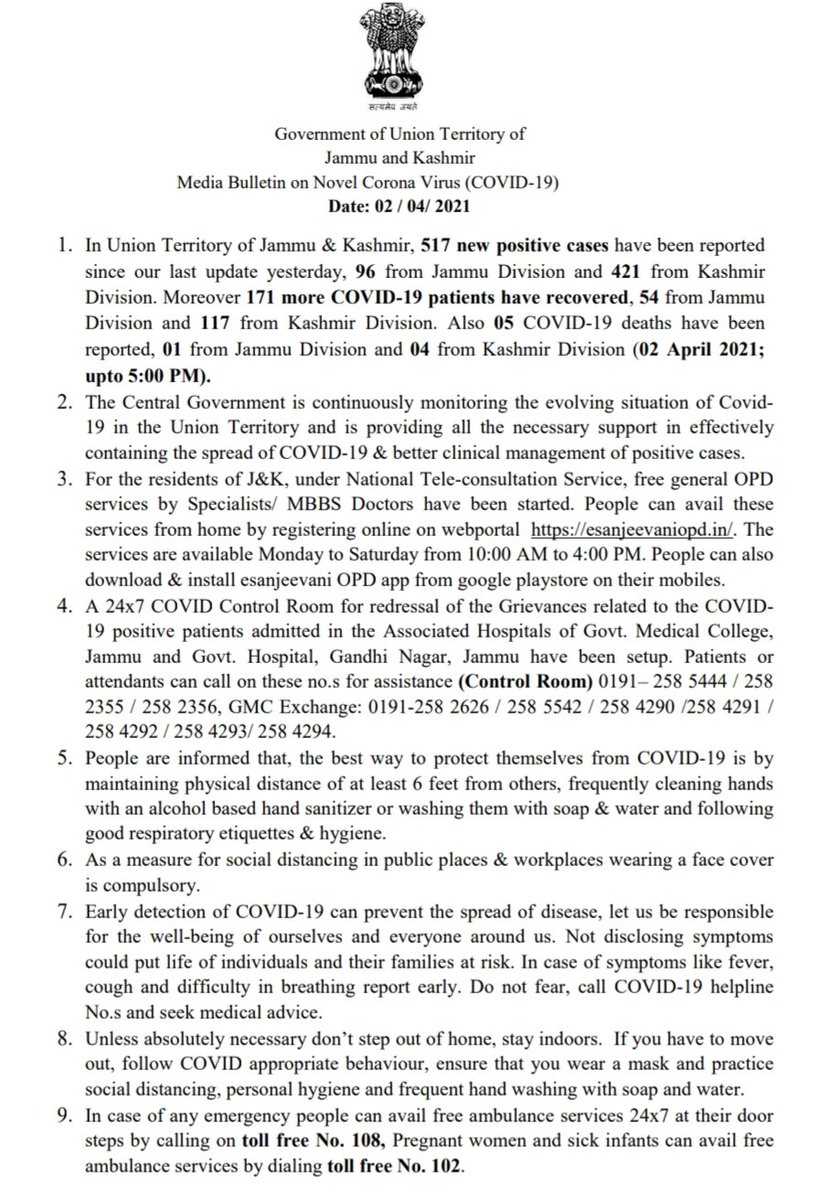 सत्यमेव जयते
Government of Union Territory of
Jammu and Kashmir
Media Bulletin on Novel Corona Virus (COVID-19)
Date: 02 / 04/ 2021
1. In Union Territory of Jammu & Kashmir, 517 new positive cases have been reported
since our last update yesterday, 96 from Jammu Division and 421 from Kashmir
Division. Moreover 171 more COVID-19 patients have recovered, 54 from Jammu
Division and 117 from Kashmir Division. Also 05 COVID-19 deaths have been
reported, 01 from Jammu Division and 04 from Kashmir Division (02 April 2021;
upto 5:00 PM).
2. The Central Government is continuously monitoring the evolving situation of Covid-
19 in the Union Territory and is providing all the necessary support in effectively
containing the spread of COVID-19 & better clinical management of positive cases.
3. For the residents of J&K, under National Tele-consultation Service, free general OPD
services by Specialists/ MBBS Doctors have been started. People can avail these
services from home by registering online on webportal https://esanjeevaniopd.in/. The
services are available Monday to Saturday from 10:00 AM to 4:00 PM. People can also
download & install esanjeevani OPD app from google playstore on their mobiles.
4. A 24x7 COVID Control Room for redressal of the Grievances related to the COVID-
19 positive patients admitted in the Associated Hospitals of Govt. Medical College,
Jammu and Govt. Hospital, Gandhi Nagar, Jammu have been setup. Patients or
attendants can call on these no.s for assistance (Control Room) 0191– 258 5444 / 258
2355 / 258 2356, GMC Exchange: 0191-258 2626 / 258 5542 / 258 4290 /258 4291 /
258 4292 / 258 4293/ 258 4294.
5. People are informed that, the best way to protect themselves from COVID-19 is by
maintaining physical distance of at least 6 feet from others, frequently cleaning hands
with an alcohol based hand sanitizer or washing them with soap & water and following
good respiratory etiquettes & hygiene.
6. As a measure for social distancing in public places & workplaces wearing a face cover
is compulsory.
7. Early detection of COVID-19 can prevent the spread of disease, let us be responsible
for the well-being of ourselves and everyone around us. Not disclosing symptoms
could put life of individuals and their families at risk. In case of symptoms like fever,
cough and difficulty in breathing report early. Do not fear, call COVID-19 helpline
No.s and seek medical advice.
8. Unless absolutely necessary don’t step out of home, stay indoors. If you have to move
out, follow COVID appropriate behaviour, ensure that you wear a mask and practice
social distancing, personal hygiene and frequent hand washing with soap and water.
9. In case of any emergency people can avail free ambulance services 24x7 at their door
steps by calling on toll free No. 108, Pregnant women and sick infants can avail free
ambulance services by dialing toll free No. 102.